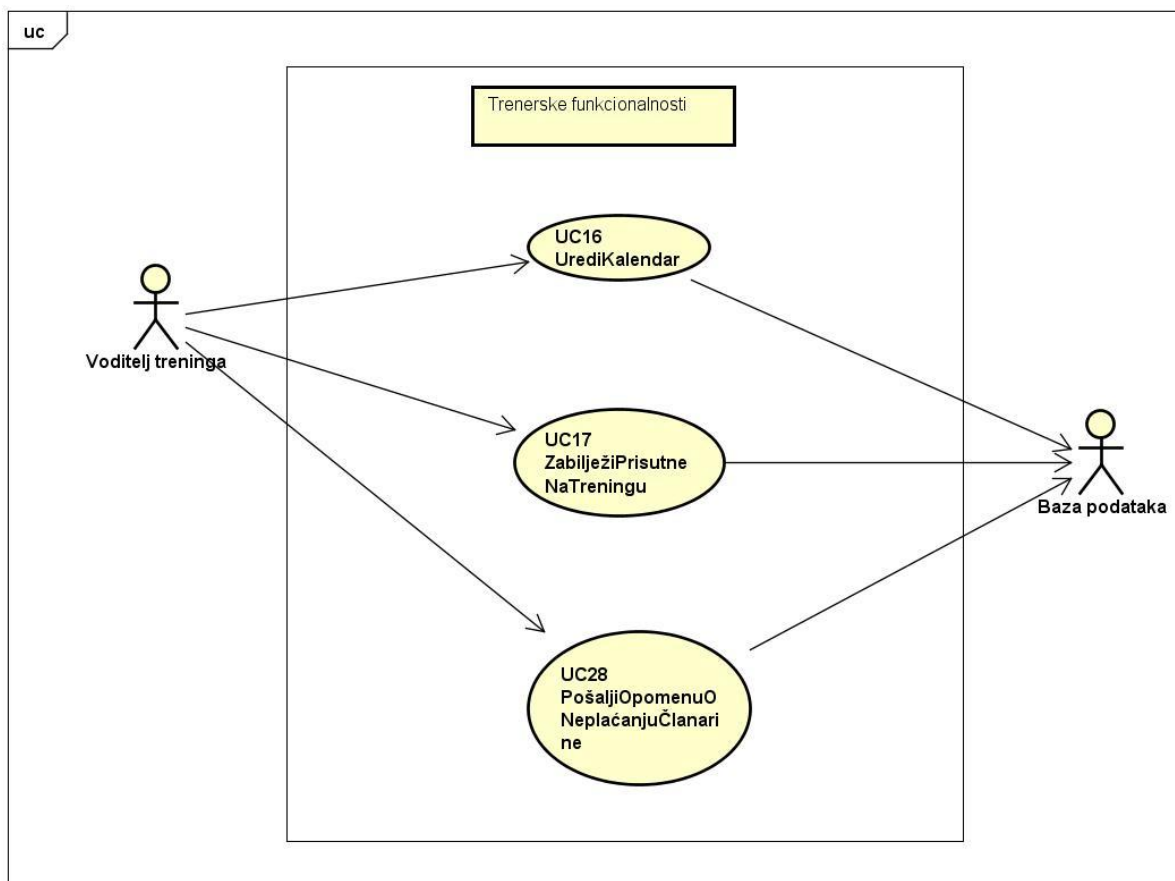 uc
Trenerske funkcionalnosti
UC16
UrediKalendar
Voditelj treninga
UC17
ZabilježiPrisutne
NaTreningu
Baza podataka
UC28
PošaljiOpomenuO
NeplaćanjuČlanari
ne